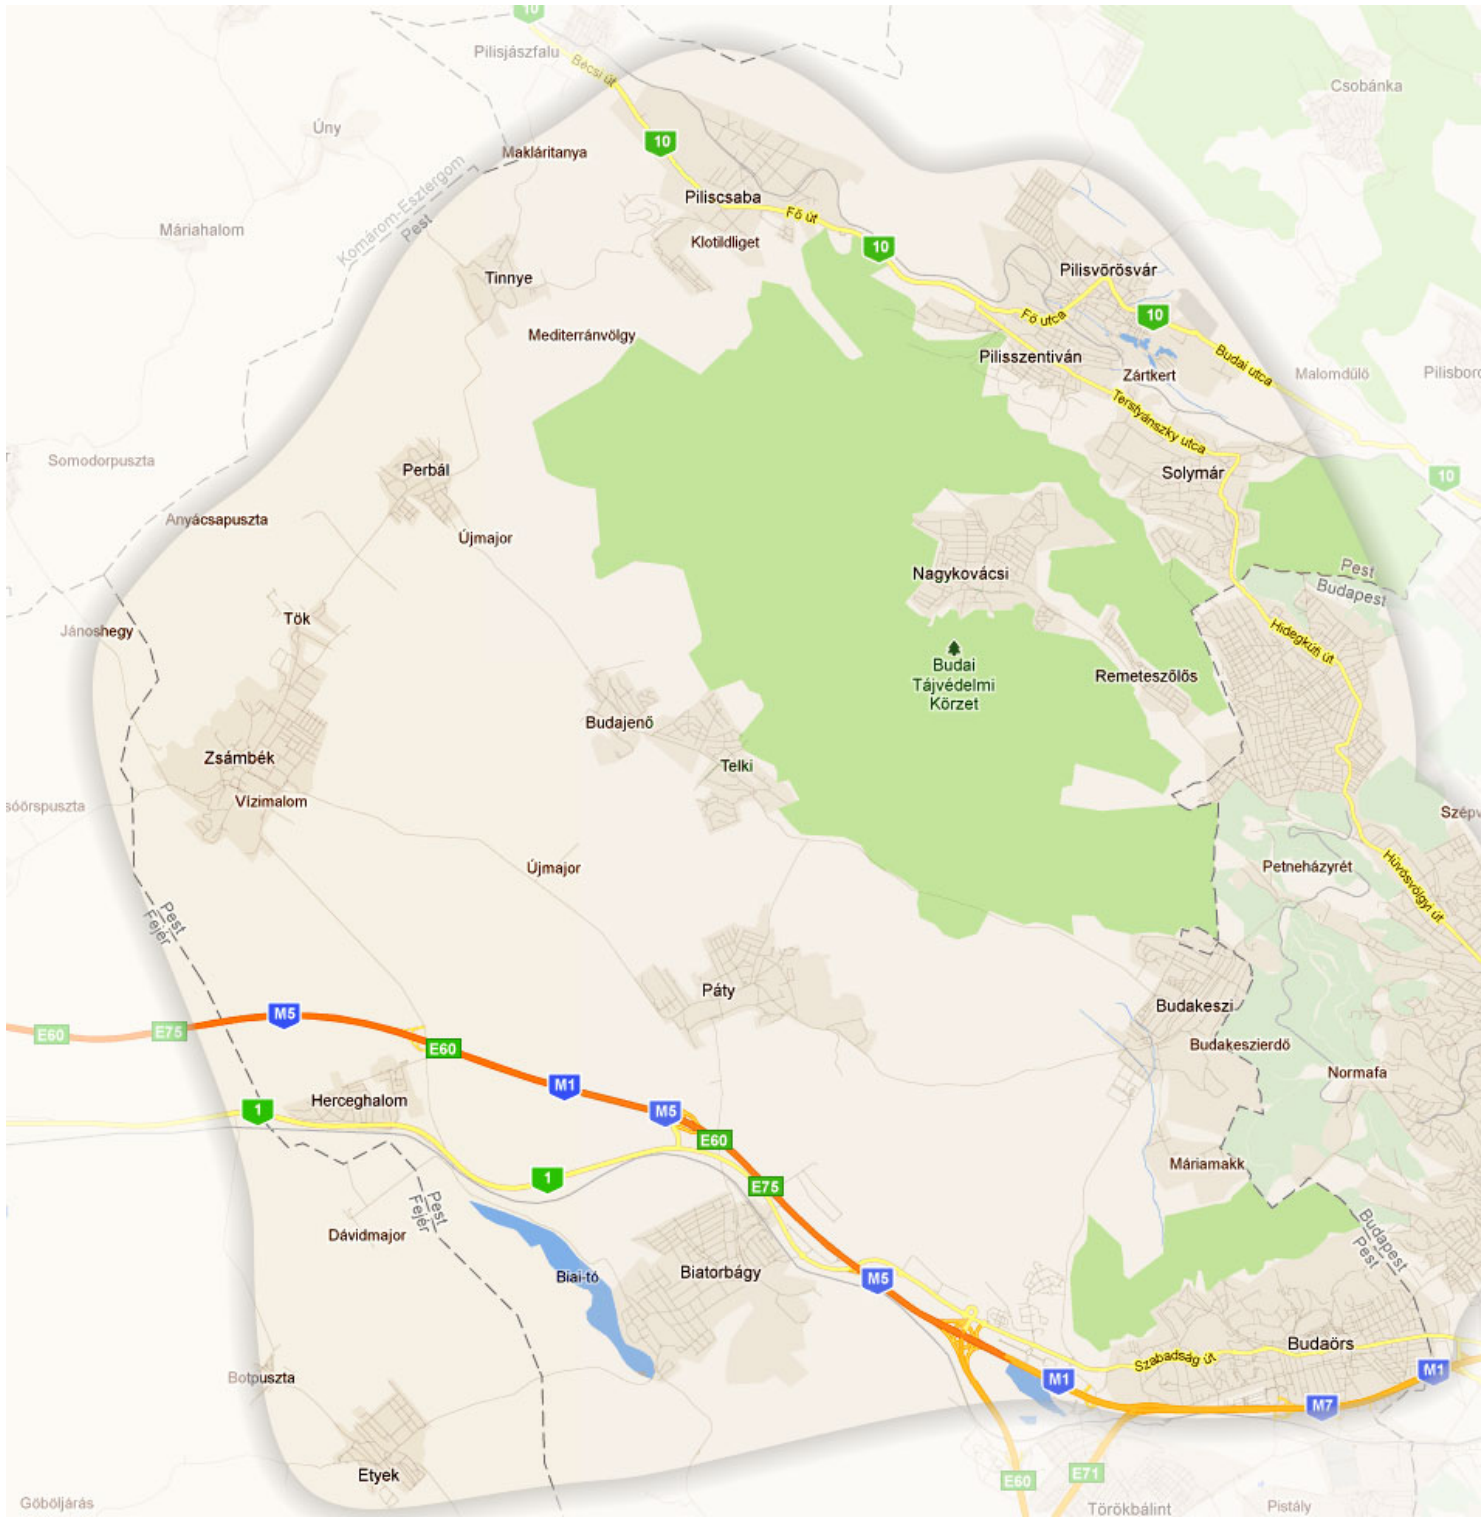 10
Pilisjászfalu
Bécsi út
Csobánka
Úny
10
Makláritanya
Komárom-Esztergom
Pest
Piliscsaba
Fő út
Klotildliget
10
Máriahalom
Tinnye
Pilisvörösvár
Fő utca
10
Mediterránvölgy
Pilisszentiván
Budai utca
Zártkert
Malomdűlő
Pilisboro
Terstyánszky utca
Somodorpuszta
Perbál
Solymár
10
Anyácsapuszta
Újmajor
Nagykovácsi
Pest
Budapest
Tök
Jánoshegy
Hidegkúti út
Budai
Tájvédelmi
Körzet
Remeteszőlős
Budajenő
Zsámbék
Telki
Vízimalom
sóörspuszta
Szépv
Újmajor
Petneházyrét
Hűvösvölgyi út
Pest
Fejér
Páty
Budakeszi
M5
E60
E75
E60
Budakeszierdő
Normafa
M1
Herceghalom
1
M5
E60
Máriamakk
1
E75
Pest
Fejér
Dávidmajor
Budapest
Pest
Biai-tó
Biatorbágy
M5
Budaörs
Szabadság út
Botpuszta
M1
M1
M7
Etyek
E60
E71
Göböljárás
Törökbálint
Pistály